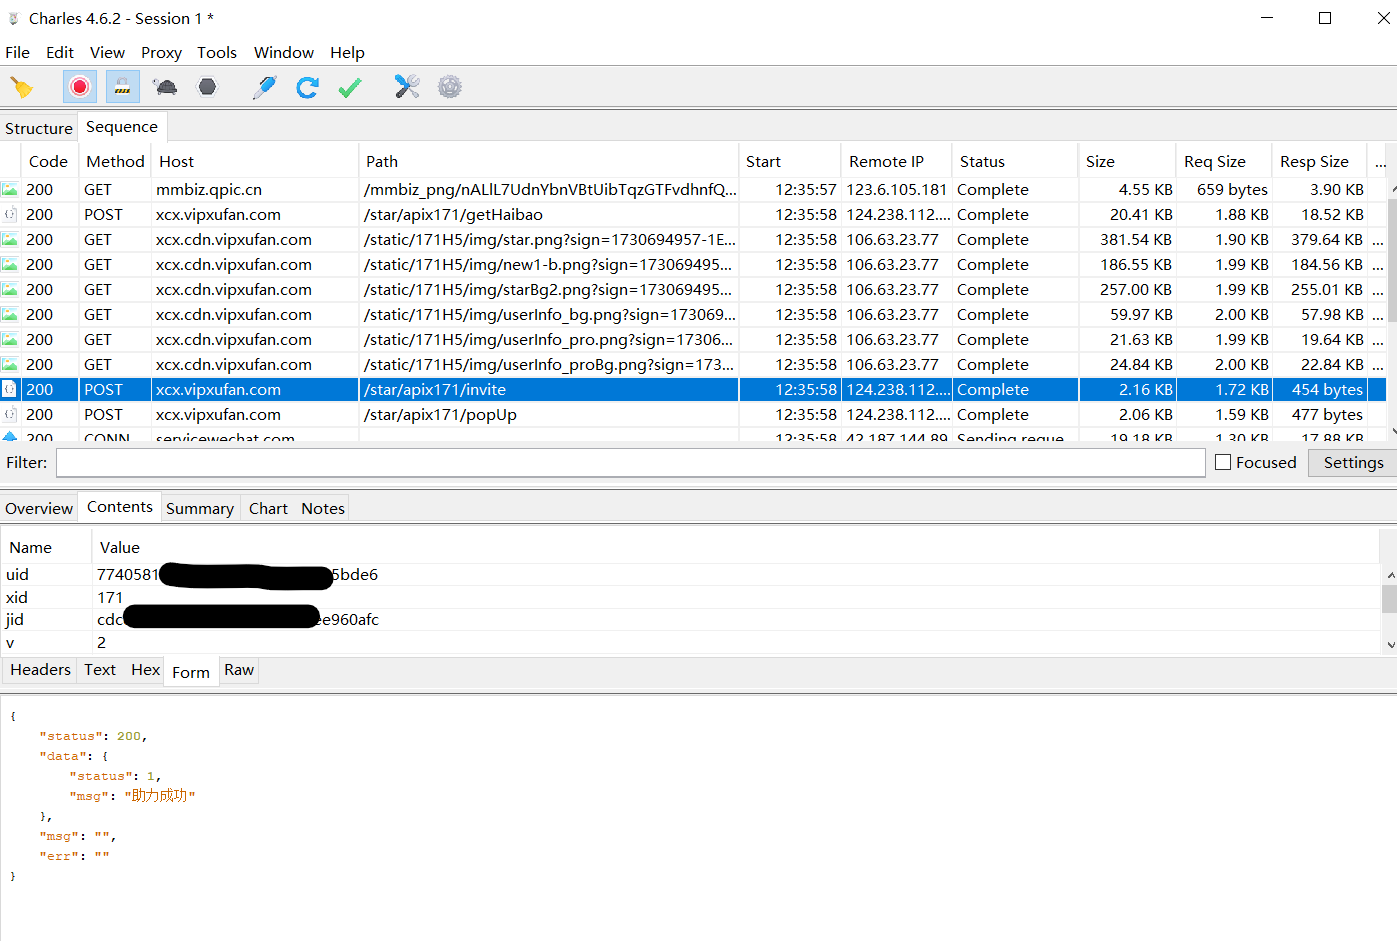 Charles 4.6.2 - Session 1 *
File Edit View Proxy Tools Window Help
Structure Sequence
Code Method Host Path Start Remote IP Status Size Req Size Resp Size ...
200 GET mmbiz.qpic.cn /mmbiz_png/nALlL7UdnYbnVBtUibTqzGTFvdhnfQ... 12:35:57 123.6.105.181 Complete 4.55 KB 659 bytes 3.90 KB
200 POST xcx.vipxufan.com /star/apix171/getHaibao 12:35:58 124.238.112.... Complete 20.41 KB 1.88 KB 18.52 KB
200 GET xcx.cdn.vipxufan.com /static/171H5/img/star.png?sign=1730694957-1E... 12:35:58 106.63.23.77 Complete 381.54 KB 1.90 KB 379.64 KB ...
200 GET xcx.cdn.vipxufan.com /static/171H5/img/new1-b.png?sign=173069495... 12:35:58 106.63.23.77 Complete 186.55 KB 1.99 KB 184.56 KB ...
200 GET xcx.cdn.vipxufan.com /static/171H5/img/starBg2.png?sign=173069495... 12:35:58 106.63.23.77 Complete 257.00 KB 1.99 KB 255.01 KB ...
200 GET xcx.cdn.vipxufan.com /static/171H5/img/userInfo_bg.png?sign=173069... 12:35:58 106.63.23.77 Complete 59.97 KB 2.00 KB 57.98 KB ...
200 GET xcx.cdn.vipxufan.com /static/171H5/img/userInfo_pro.png?sign=17306... 12:35:58 106.63.23.77 Complete 21.63 KB 1.99 KB 19.64 KB ...
200 GET xcx.cdn.vipxufan.com /static/171H5/img/userInfo_proBg.png?sign=173... 12:35:58 106.63.23.77 Complete 24.84 KB 2.00 KB 22.84 KB ...
200 POST xcx.vipxufan.com /star/apix171/invite 12:35:58 124.238.112.... Complete 2.16 KB 1.72 KB 454 bytes
200 POST xcx.vipxufan.com /star/apix171/popUp 12:35:58 124.238.112.... Complete 2.06 KB 1.59 KB 477 bytes
200 CONN servicewechat.com 12:35:58 42.187.144.89 Sending reque 19.18 KB 1.30 KB 17.88 KB
Filter: Focused Settings
Overview Contents Summary Chart Notes
Name Value
uid 7740581 5bde6
xid 171
jid cdc ee960afc
v 2
Headers Text Hex Form Raw
{
"status": 200,
"data": {
"status": 1,
"msg": "助力成功"
},
"msg": "",
"err": ""
}